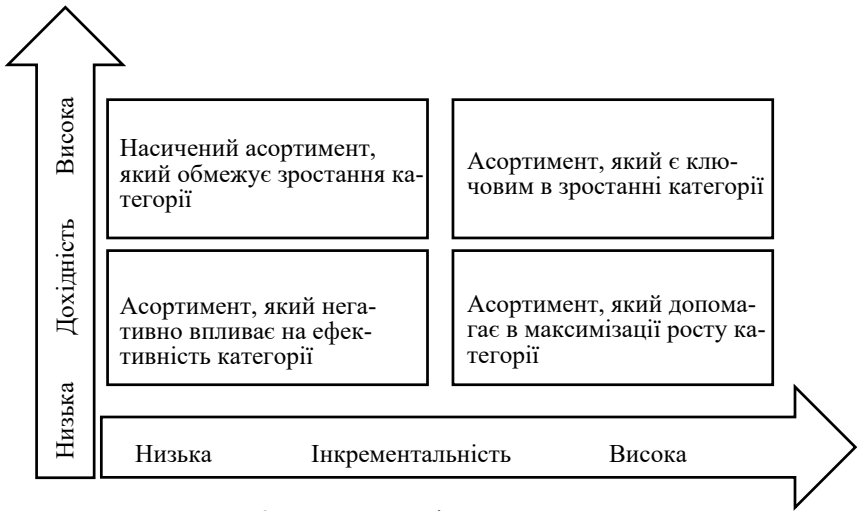 Висока
Дохідність
Низька
Насичений асортимент,
який обмежує зростання ка-
тегорії
Асортимент, який є клю-
човим в зростанні категорії
Асортимент, який нега-
тивно впливає на ефек-
тивність категорії
Асортимент, який допома-
гає в максимізації росту ка-
тегорії
Низька Інкрементальність Висока